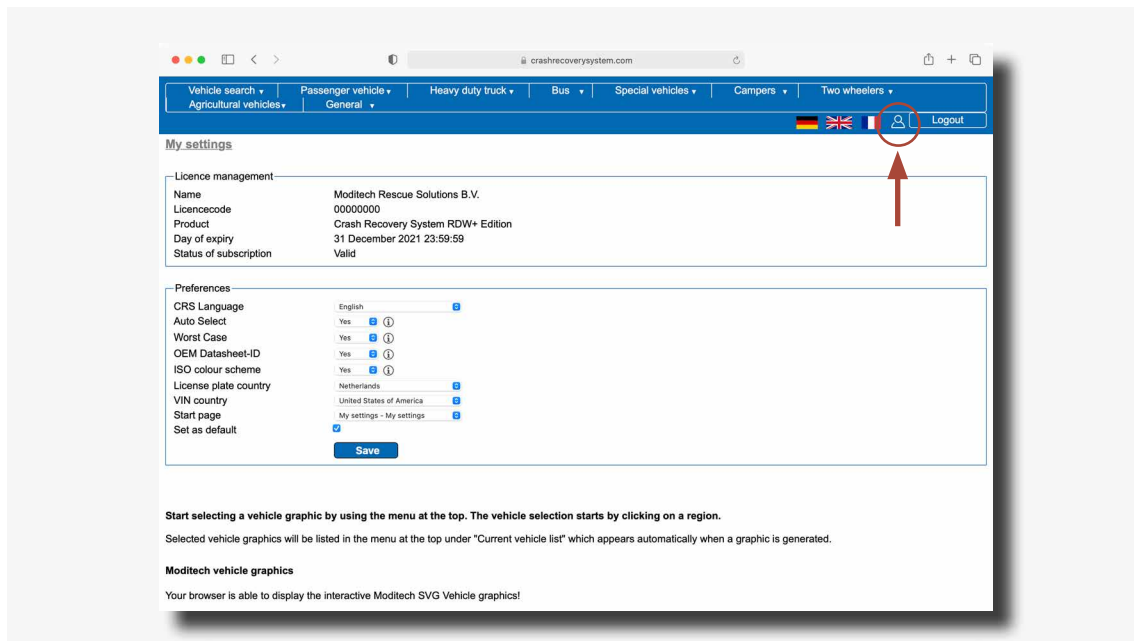 crashrecoverysystem.com
Vehicle search Passenger vehicle Heavy duty truck Bus Special vehicles Campers Two wheelers
Agricultural vehicles General
Logout
My settings
Licence management
Name Moditech Rescue Solutions B.V.
Licencecode 00000000
Product Crash Recovery System RDW+ Edition
Day of expiry 31 December 2021 23:59:59
Status of subscription Valid
Preferences
CRS Language English
Auto Select Yes
Worst Case Yes
OEM Datasheet-ID Yes
ISO colour scheme Yes
License plate country Netherlands
VIN country United States of America
Start page My settings - My settings
Set as default
Save
Start selecting a vehicle graphic by using the menu at the top. The vehicle selection starts by clicking on a region.
Selected vehicle graphics will be listed in the menu at the top under "Current vehicle list" which appears automatically when a graphic is generated.
Moditech vehicle graphics
Your browser is able to display the interactive Moditech SVG Vehicle graphics!